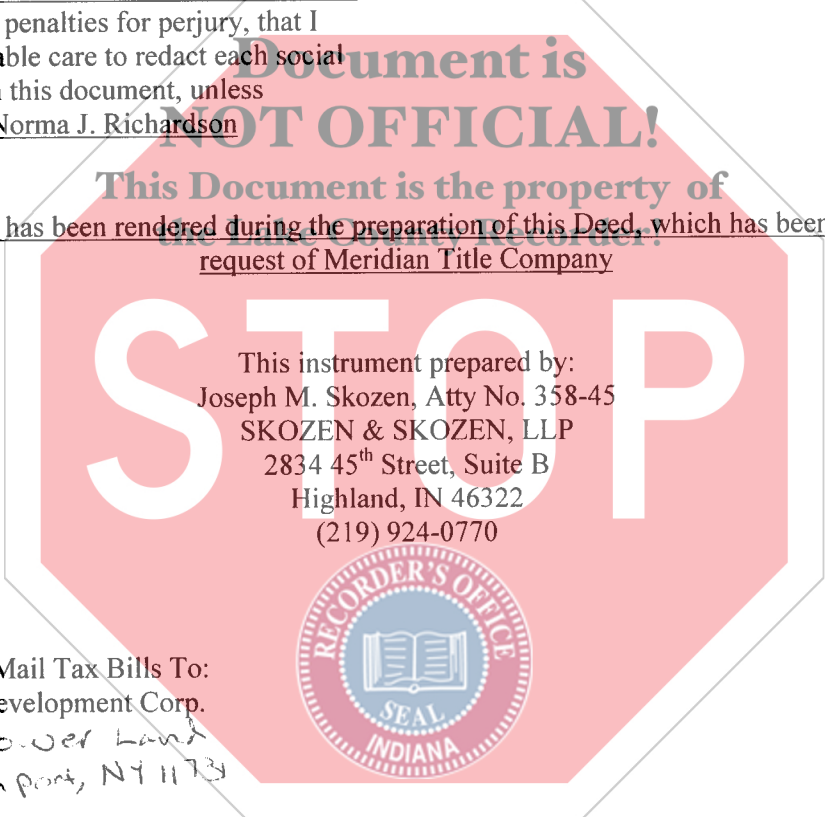 penalties for perjury, that I
able care to redact each social
this document, unless
Norma J. Richardson
Document is
NOT OFFICIAL!
This Document is the property of
the Lake County Recorder!
has been rendered during the preparation of this Deed, which has been
request of Meridian Title Company
STOP
This instrument prepared by:
Joseph M. Skozen, Atty No. 358-45
SKOZEN & SKOZEN, LLP
2834 45th Street, Suite B
Highland, IN 46322
(219) 924-0770
RECORDER'S OFFICE
SEAL
INDIANA
Mail Tax Bills To:
evelopment Corp.
port, NY 11731